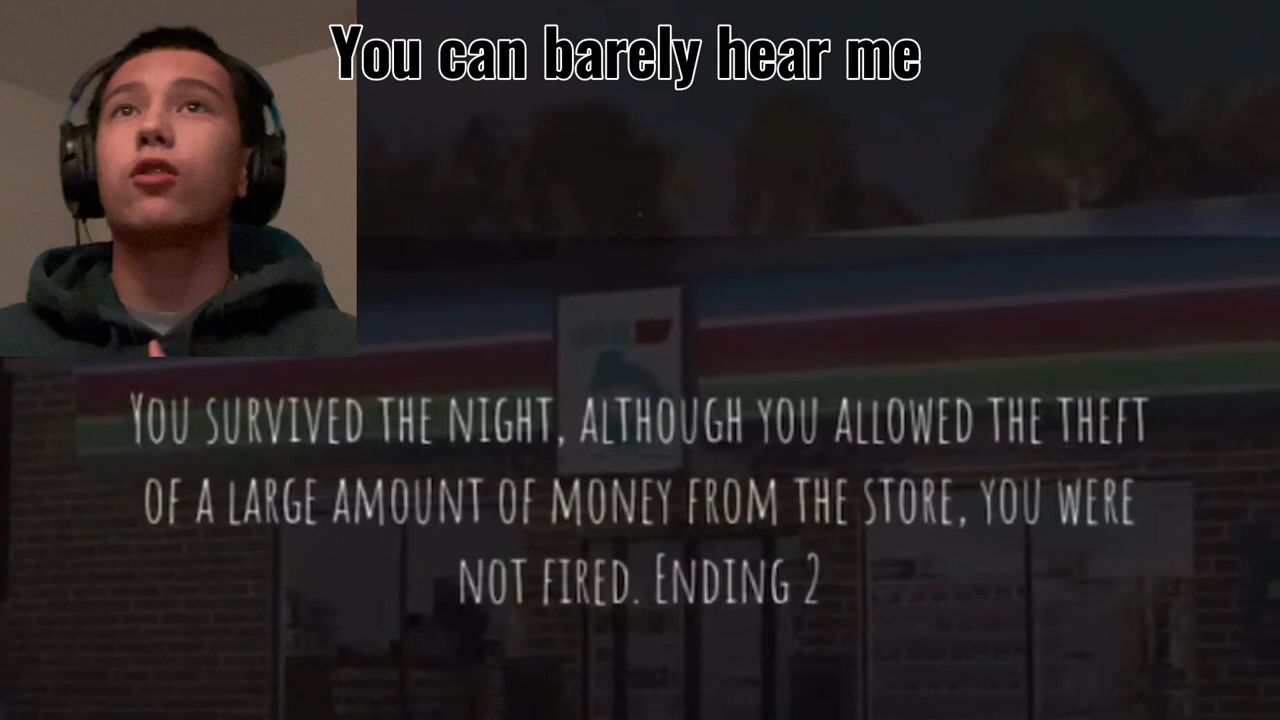 You can barely hear me
You survived the night, although you allowed the theft
of a large amount of money from the store, you were
not fired. Ending 2